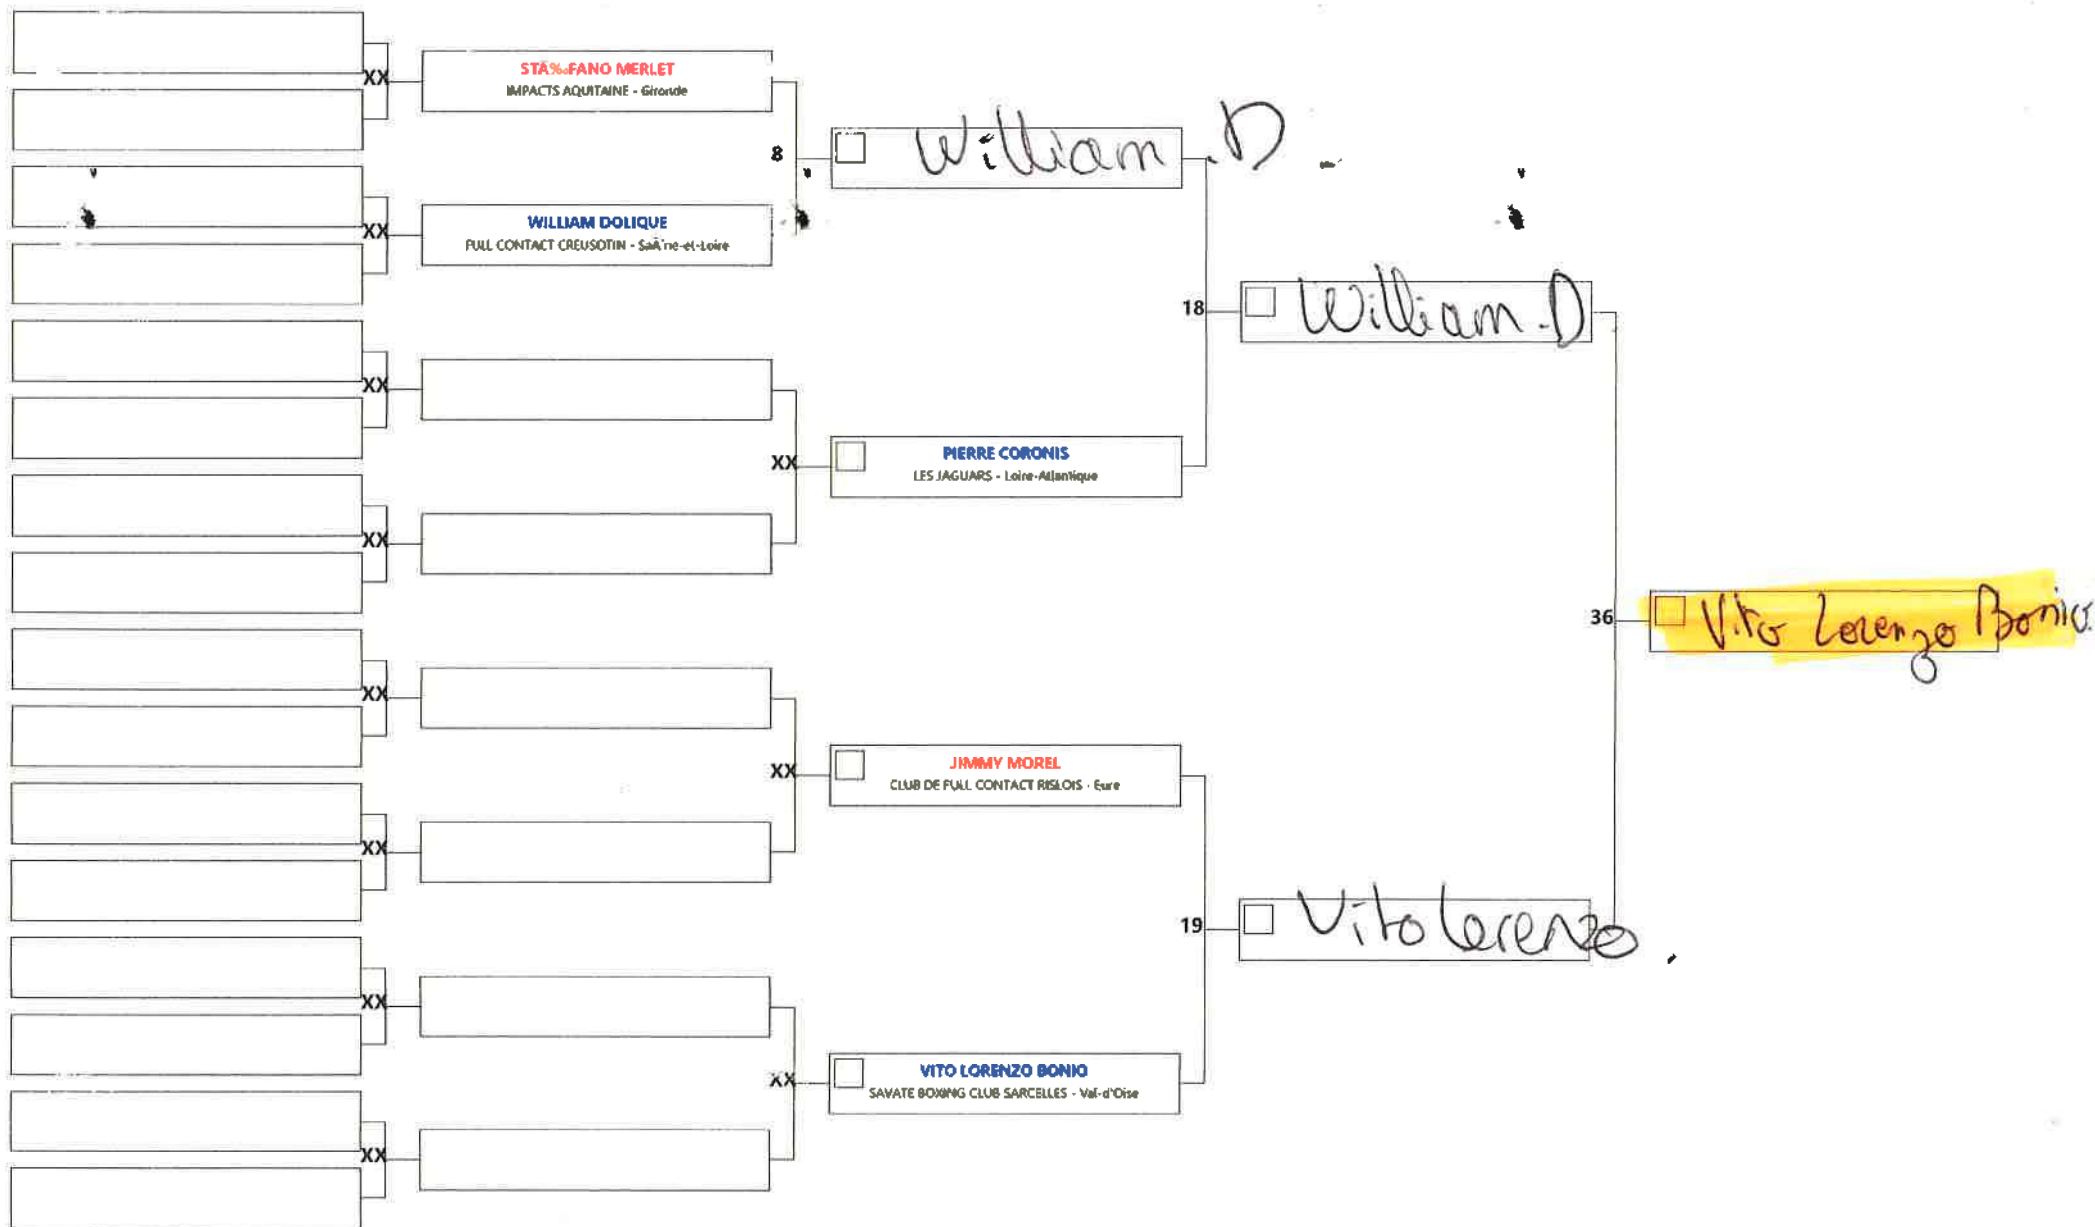 XX
STÃ‰FANO MERLET
IMPACTS AQUITAINE - Gironde
8
William .D
XX
WILLIAM DOLIQUE
FULL CONTACT CREUSOTIN - SaÃ´ne-et-Loire
18
William .D
XX
XX
PIERRE CORONIS
LES JAGUARS - Loire-Atlantique
XX
36
Vito Lorenzo Bonio
XX
XX
JIMMY MOREL
CLUB DE FULL CONTACT RISLOIS - Eure
XX
19
Vito Lorenzo
XX
XX
VITO LORENZO BONIO
SAVATE BOXING CLUB SARCELLES - Val-d'Oise
XX